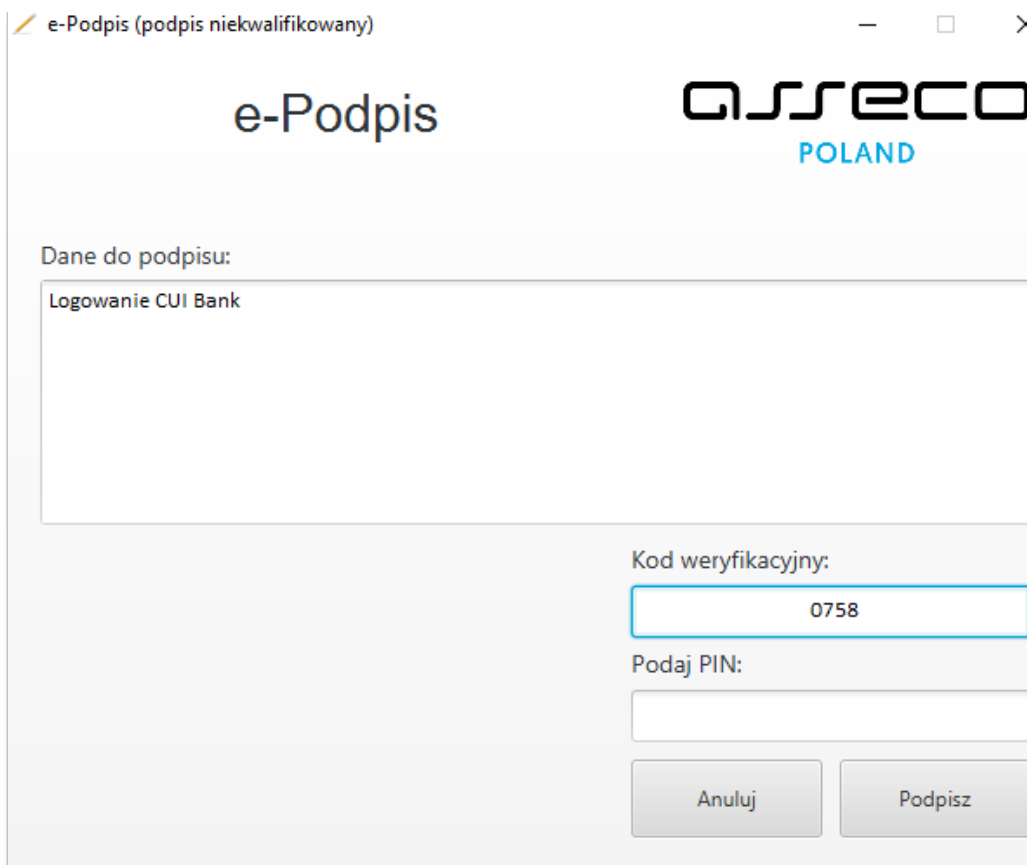 e-Podpis (podpis niekwalifikowany)
e-Podpis
asseco
POLAND
Dane do podpisu:
Logowanie CUI Bank
Kod weryfikacyjny:
0758
Podaj PIN:
Anuluj
Podpisz